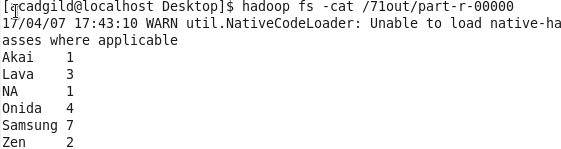 [acadgild@localhost Desktop]$ hadoop fs -cat /71out/part-r-00000
17/04/07 17:43:10 WARN util.NativeCodeLoader: Unable to load native-ha
asses where applicable
Akai 1
Lava 3
NA 1
Onida 4
Samsung 7
Zen 2